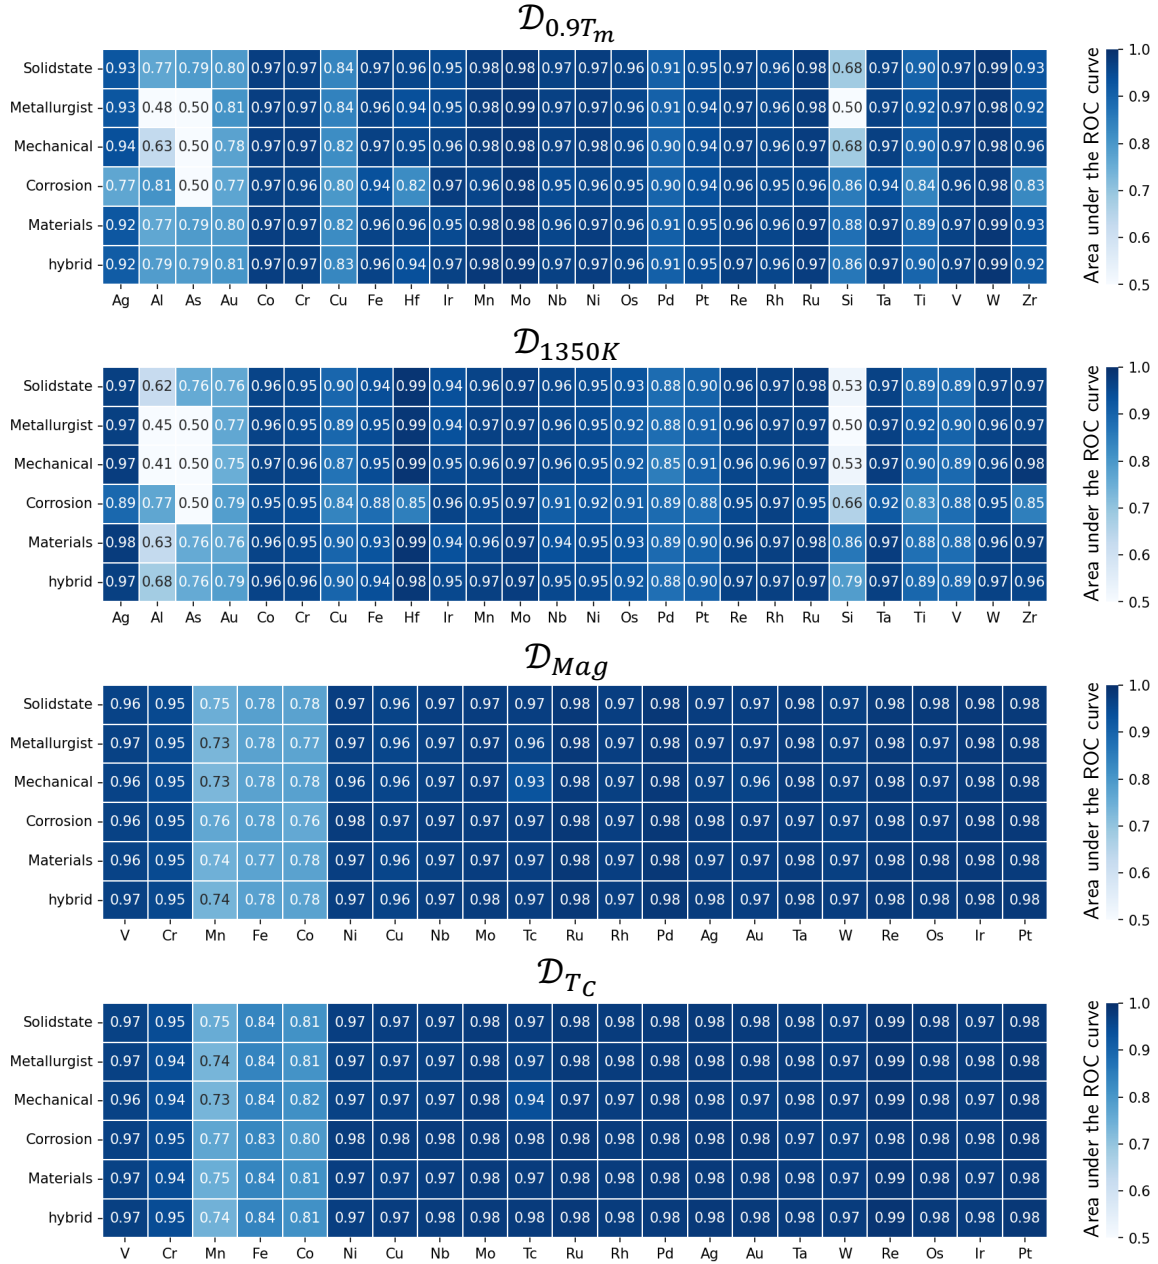 𝒟0.9Tm
Solidstate 0.93 0.77 0.79 0.80 0.97 0.97 0.84 0.97 0.96 0.95 0.98 0.98 0.97 0.97 0.96 0.91 0.95 0.97 0.96 0.98 0.68 0.97 0.90 0.97 0.99 0.93
Metallurgist 0.93 0.48 0.50 0.81 0.97 0.97 0.84 0.96 0.94 0.95 0.98 0.99 0.97 0.97 0.96 0.91 0.94 0.97 0.96 0.98 0.50 0.97 0.92 0.97 0.98 0.92
Mechanical 0.94 0.63 0.50 0.78 0.97 0.97 0.82 0.97 0.95 0.96 0.98 0.98 0.97 0.97 0.96 0.90 0.94 0.96 0.97 0.97 0.68 0.97 0.90 0.97 0.98 0.96
Corrosion 0.77 0.81 0.50 0.77 0.97 0.96 0.80 0.94 0.82 0.97 0.96 0.98 0.95 0.96 0.95 0.90 0.94 0.96 0.95 0.96 0.86 0.94 0.84 0.96 0.98 0.83
Materials 0.92 0.77 0.79 0.80 0.97 0.97 0.82 0.96 0.96 0.95 0.97 0.98 0.97 0.98 0.96 0.91 0.95 0.96 0.96 0.97 0.88 0.97 0.89 0.97 0.99 0.93
hybrid 0.92 0.79 0.79 0.81 0.97 0.97 0.83 0.96 0.94 0.97 0.98 0.99 0.97 0.97 0.96 0.91 0.95 0.97 0.96 0.97 0.86 0.97 0.90 0.97 0.99 0.92
Ag Al As Au Co Cr Cu Fe Hf Ir Mn Mo Nb Ni Os Pd Pt Re Rh Ru Si Ta Ti V W Zr
1.0
0.9
0.8
0.7
0.6
0.5
Area under the ROC curve
𝒟1350K
Solidstate 0.97 0.62 0.76 0.76 0.96 0.95 0.90 0.94 0.99 0.94 0.96 0.97 0.96 0.95 0.93 0.88 0.90 0.96 0.97 0.98 0.53 0.97 0.89 0.89 0.97 0.97
Metallurgist 0.97 0.45 0.50 0.77 0.96 0.95 0.89 0.95 0.99 0.94 0.97 0.97 0.96 0.95 0.92 0.88 0.91 0.96 0.97 0.97 0.50 0.97 0.92 0.90 0.96 0.97
Mechanical 0.97 0.41 0.50 0.75 0.97 0.96 0.87 0.95 0.99 0.95 0.96 0.97 0.96 0.95 0.92 0.85 0.91 0.96 0.96 0.97 0.53 0.97 0.90 0.89 0.96 0.98
Corrosion 0.89 0.77 0.50 0.79 0.95 0.95 0.84 0.88 0.85 0.96 0.95 0.97 0.91 0.92 0.91 0.89 0.88 0.95 0.97 0.95 0.66 0.92 0.83 0.88 0.95 0.85
Materials 0.98 0.63 0.76 0.76 0.96 0.95 0.90 0.93 0.99 0.94 0.96 0.97 0.94 0.95 0.93 0.89 0.90 0.96 0.97 0.98 0.86 0.97 0.88 0.88 0.96 0.97
hybrid 0.97 0.68 0.76 0.79 0.96 0.96 0.90 0.94 0.98 0.95 0.97 0.97 0.95 0.95 0.92 0.88 0.90 0.97 0.97 0.97 0.79 0.97 0.89 0.89 0.97 0.96
Ag Al As Au Co Cr Cu Fe Hf Ir Mn Mo Nb Ni Os Pd Pt Re Rh Ru Si Ta Ti V W Zr
1.0
0.9
0.8
0.7
0.6
0.5
Area under the ROC curve
𝒟Mag
Solidstate 0.96 0.95 0.75 0.78 0.78 0.97 0.96 0.97 0.97 0.97 0.98 0.97 0.98 0.97 0.97 0.98 0.97 0.98 0.98 0.98 0.98
Metallurgist 0.97 0.95 0.73 0.78 0.77 0.97 0.96 0.97 0.97 0.96 0.98 0.97 0.98 0.97 0.97 0.98 0.97 0.98 0.97 0.98 0.98
Mechanical 0.96 0.95 0.73 0.78 0.78 0.96 0.96 0.97 0.97 0.93 0.98 0.97 0.98 0.97 0.96 0.98 0.97 0.98 0.97 0.98 0.98
Corrosion 0.96 0.95 0.76 0.78 0.76 0.98 0.97 0.97 0.97 0.97 0.98 0.97 0.98 0.97 0.97 0.97 0.97 0.98 0.97 0.98 0.98
Materials 0.96 0.95 0.74 0.77 0.78 0.97 0.96 0.97 0.97 0.97 0.98 0.97 0.98 0.97 0.97 0.98 0.97 0.98 0.98 0.98 0.98
hybrid 0.97 0.95 0.74 0.78 0.78 0.97 0.96 0.97 0.98 0.97 0.98 0.98 0.98 0.98 0.97 0.98 0.97 0.98 0.98 0.98 0.98
V Cr Mn Fe Co Ni Cu Nb Mo Tc Ru Rh Pd Ag Au Ta W Re Os Ir Pt
1.0
0.9
0.8
0.7
0.6
0.5
Area under the ROC curve
𝒟TC
Solidstate 0.97 0.95 0.75 0.84 0.81 0.97 0.97 0.97 0.98 0.97 0.98 0.98 0.98 0.98 0.98 0.98 0.97 0.99 0.98 0.97 0.98
Metallurgist 0.97 0.94 0.74 0.84 0.81 0.97 0.97 0.97 0.98 0.97 0.98 0.98 0.98 0.98 0.98 0.98 0.97 0.99 0.98 0.98 0.98
Mechanical 0.96 0.94 0.73 0.84 0.82 0.97 0.97 0.97 0.98 0.94 0.97 0.97 0.98 0.98 0.97 0.98 0.97 0.99 0.98 0.97 0.98
Corrosion 0.97 0.95 0.77 0.83 0.80 0.98 0.98 0.98 0.98 0.98 0.98 0.98 0.98 0.98 0.98 0.97 0.97 0.98 0.98 0.98 0.98
Materials 0.97 0.94 0.75 0.84 0.81 0.97 0.97 0.97 0.98 0.98 0.98 0.98 0.98 0.98 0.98 0.98 0.97 0.99 0.98 0.98 0.98
hybrid 0.97 0.95 0.74 0.84 0.81 0.97 0.97 0.98 0.98 0.98 0.98 0.98 0.98 0.98 0.98 0.98 0.97 0.99 0.98 0.98 0.98
V Cr Mn Fe Co Ni Cu Nb Mo Tc Ru Rh Pd Ag Au Ta W Re Os Ir Pt
1.0
0.9
0.8
0.7
0.6
0.5
Area under the ROC curve